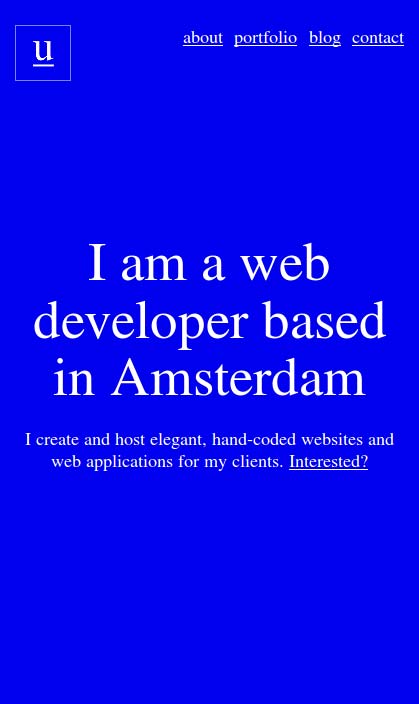 u
about portfolio blog contact
I am a web
developer based
in Amsterdam
I create and host elegant, hand-coded websites and
web applications for my clients. Interested?